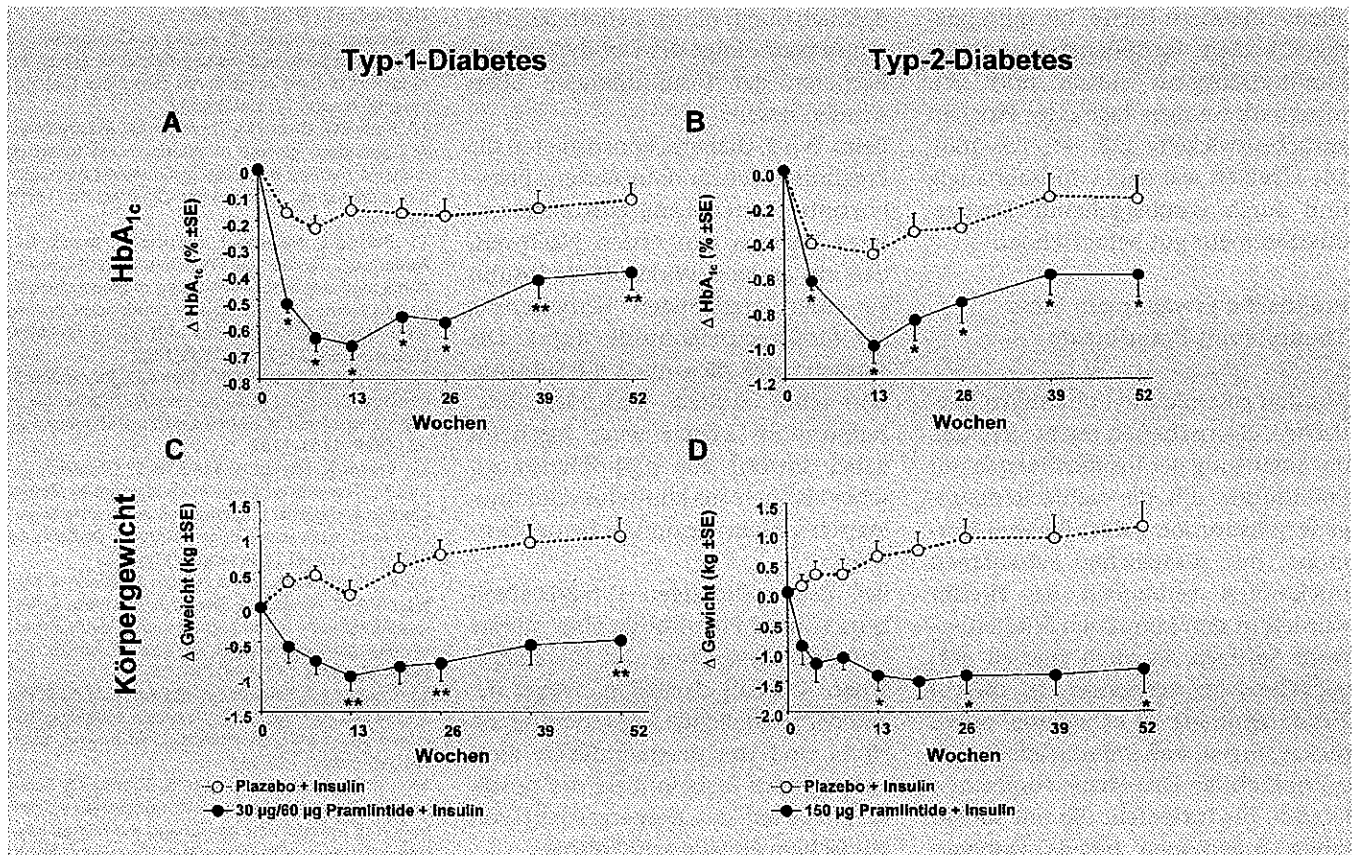 Typ-1-Diabetes
Typ-2-Diabetes
HbA1c
A
Δ HbA1c (% ±SE)
0
-0.1
-0.2
-0.3
-0.4
-0.5
-0.6
-0.7
-0.8
* * * * * ** **
0 13 26 39 52
Wochen
B
Δ HbA1c (% ±SE)
0.0
-0.2
-0.4
-0.6
-0.8
-1.0
-1.2
* * * * * *
0 13 26 39 52
Wochen
Körpergewicht
C
Δ Gweicht (kg ±SE)
1.5
1
0.5
0
-0.5
-1
-1.5
** ** **
0 13 26 39 52
Wochen
Plazebo + Insulin
30 µg/60 µg Pramlintide + Insulin
D
Δ Gewicht (kg ±SE)
1.5
1.0
0.5
0.0
-0.5
-1.0
-1.5
-2.0
* * *
0 13 26 39 52
Wochen
Plazebo + Insulin
150 µg Pramlintide + Insulin